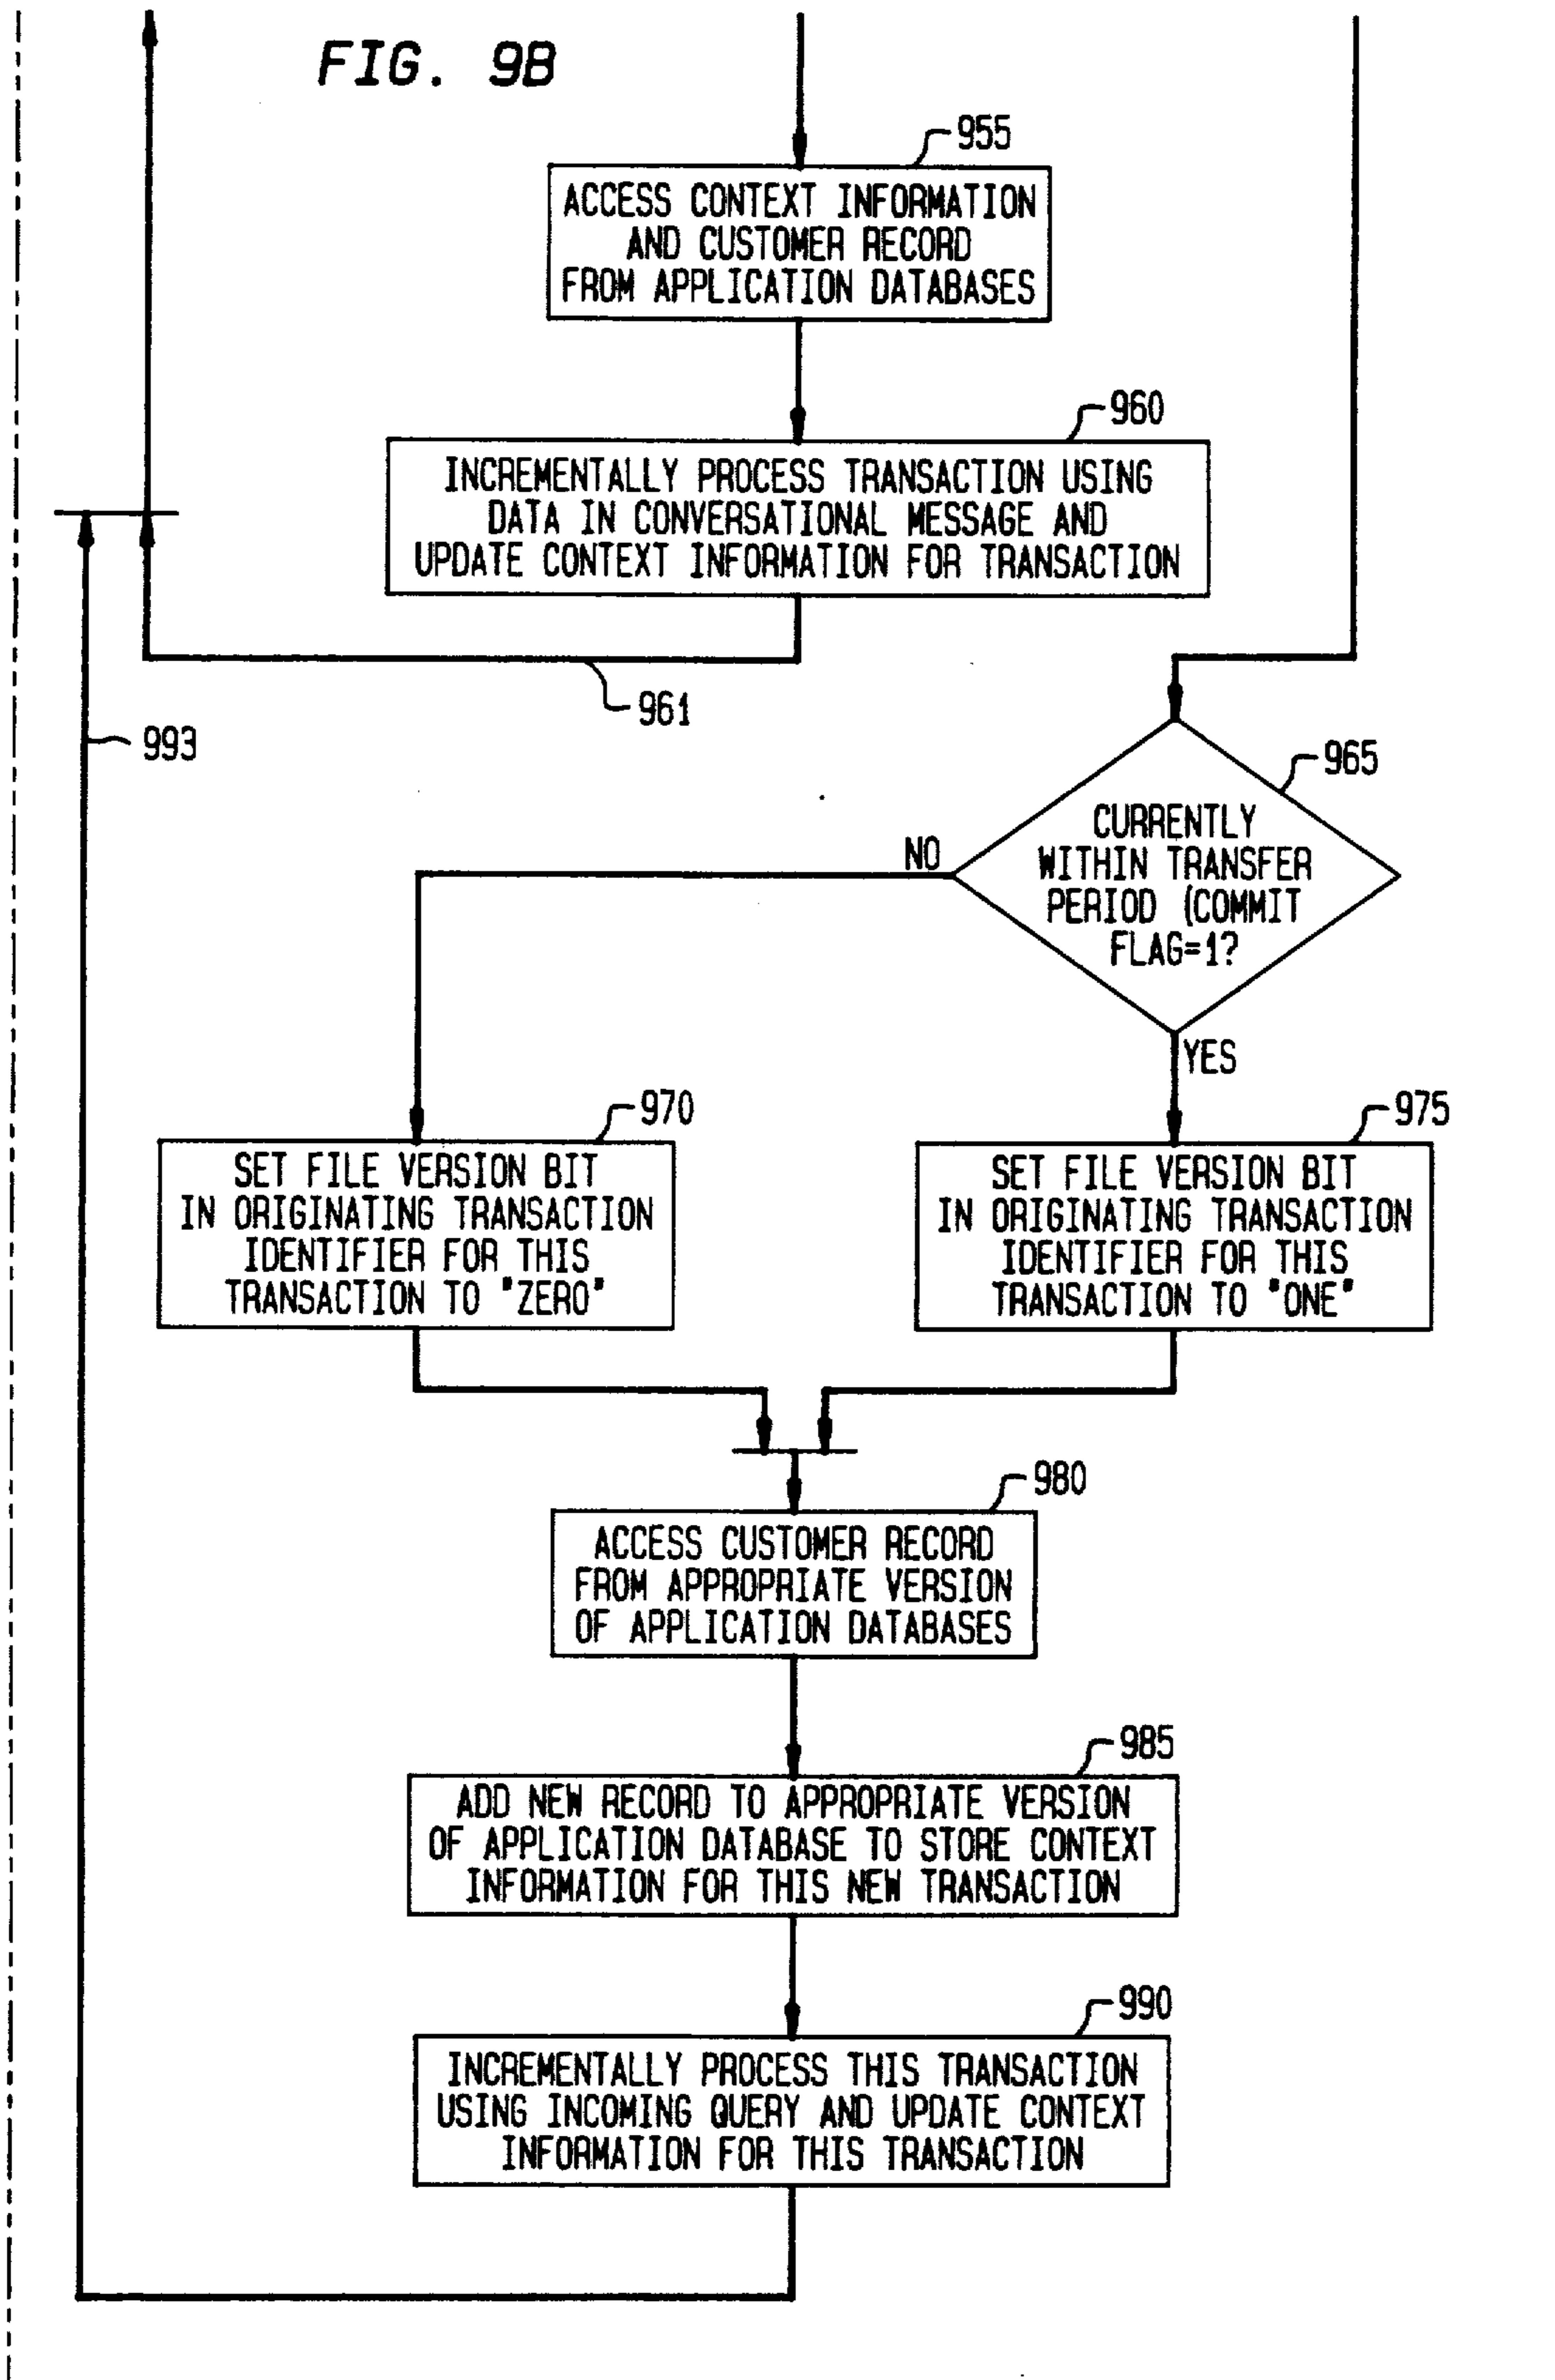 FIG. 9B
955
ACCESS CONTEXT INFORMATION
AND CUSTOMER RECORD
FROM APPLICATION DATABASES
960
INCREMENTALLY PROCESS TRANSACTION USING
DATA IN CONVERSATIONAL MESSAGE AND
UPDATE CONTEXT INFORMATION FOR TRANSACTION
961
993
965
CURRENTLY
WITHIN TRANSFER
PERIOD (COMMIT
FLAG=1?
NO
YES
970
SET FILE VERSION BIT
IN ORIGINATING TRANSACTION
IDENTIFIER FOR THIS
TRANSACTION TO "ZERO"
975
SET FILE VERSION BIT
IN ORIGINATING TRANSACTION
IDENTIFIER FOR THIS
TRANSACTION TO "ONE"
980
ACCESS CUSTOMER RECORD
FROM APPROPRIATE VERSION
OF APPLICATION DATABASES
985
ADD NEW RECORD TO APPROPRIATE VERSION
OF APPLICATION DATABASE TO STORE CONTEXT
INFORMATION FOR THIS NEW TRANSACTION
990
INCREMENTALLY PROCESS THIS TRANSACTION
USING INCOMING QUERY AND UPDATE CONTEXT
INFORMATION FOR THIS TRANSACTION